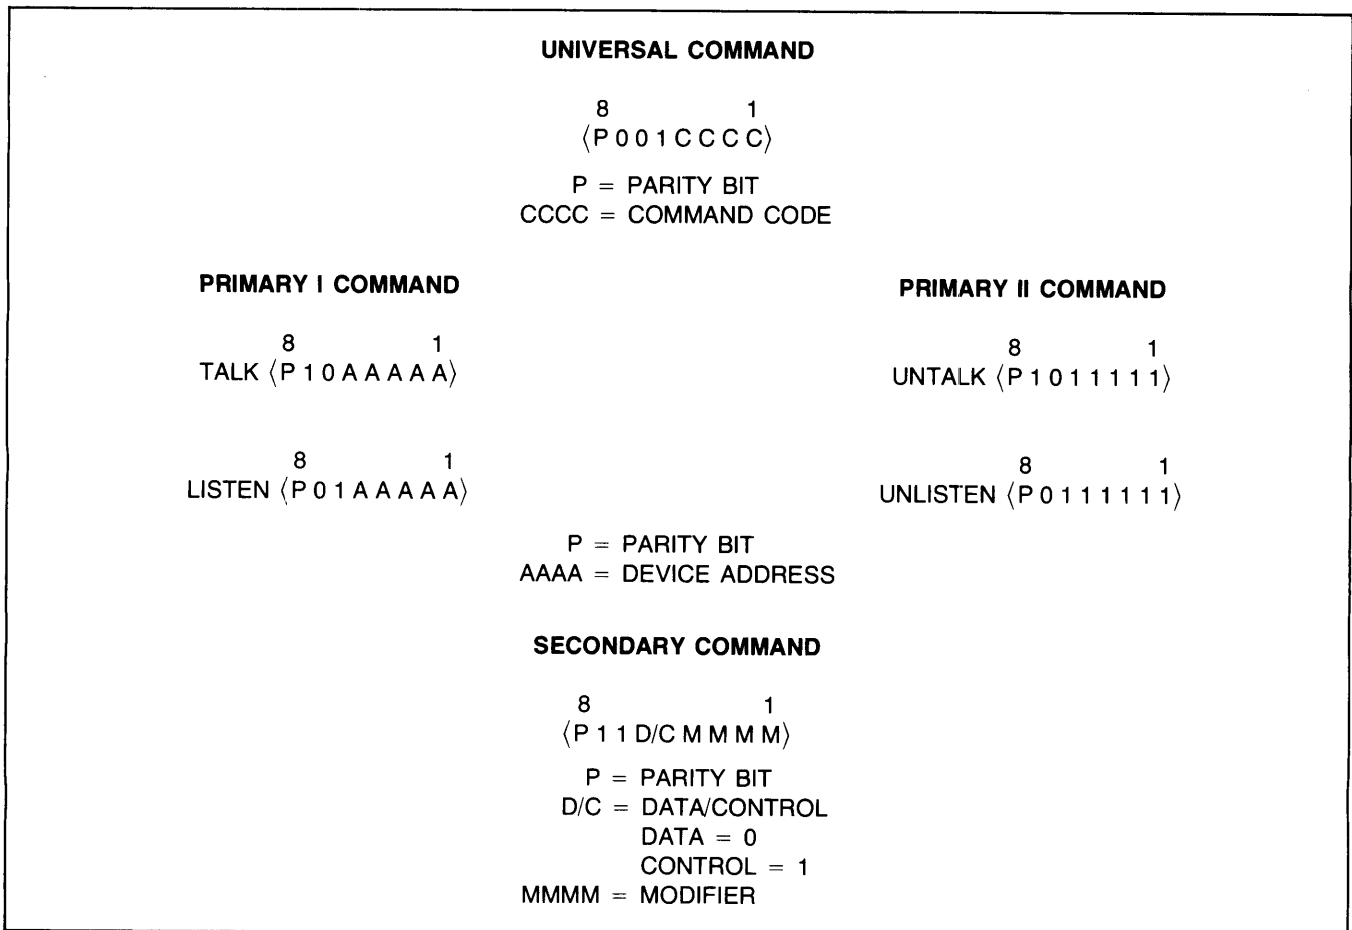 UNIVERSAL COMMAND
8 1
⟨P 0 0 1 C C C C⟩
P = PARITY BIT
CCCC = COMMAND CODE
PRIMARY I COMMAND
8 1
TALK ⟨P 1 0 A A A A A⟩
8 1
LISTEN ⟨P 0 1 A A A A A⟩
PRIMARY II COMMAND
8 1
UNTALK ⟨P 1 0 1 1 1 1 1⟩
8 1
UNLISTEN ⟨P 0 1 1 1 1 1 1⟩
P = PARITY BIT
AAAA = DEVICE ADDRESS
SECONDARY COMMAND
8 1
⟨P 1 1 D/C M M M M⟩
P = PARITY BIT
D/C = DATA/CONTROL
DATA = 0
CONTROL = 1
MMMM = MODIFIER